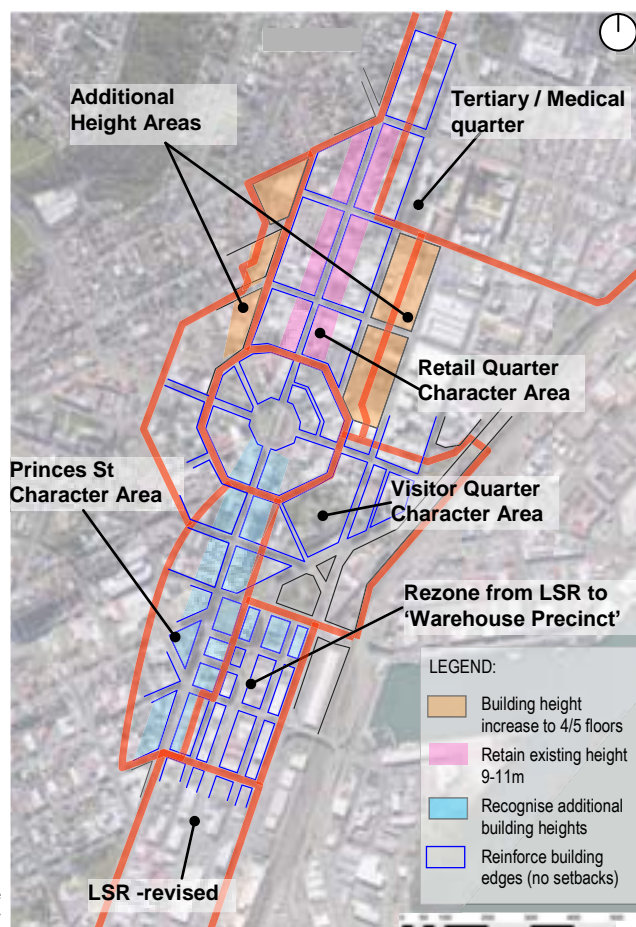 Additional
Height Areas
Tertiary / Medical
quarter
Retail Quarter
Character Area
Princes St
Character Area
Visitor Quarter
Character Area
Rezone from LSR to
‘Warehouse Precinct’
LEGEND:
Building height
increase to 4/5 floors
Retain existing height
9-11m
Recognise additional
building heights
Reinforce building
edges (no setbacks)
LSR -revised